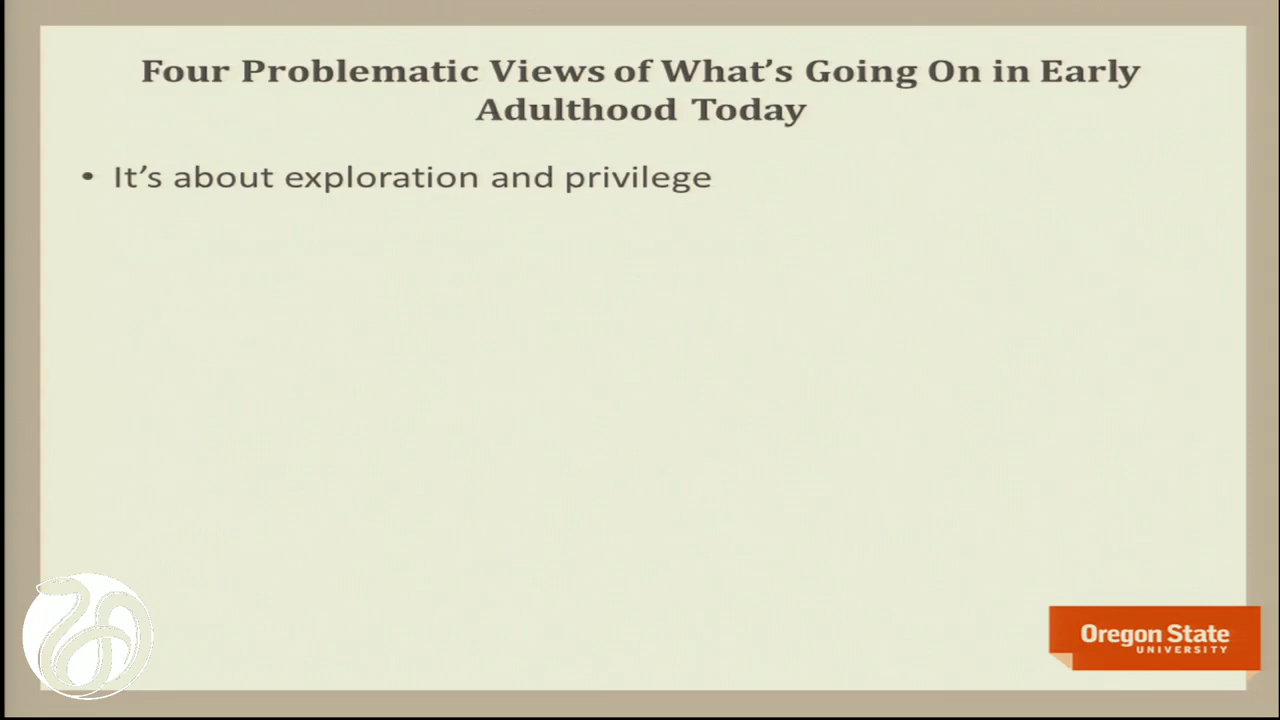 Four Problematic Views of What's Going On in Early
Adulthood Today
• It's about exploration and privilege
Oregon State
UNIVERSITY